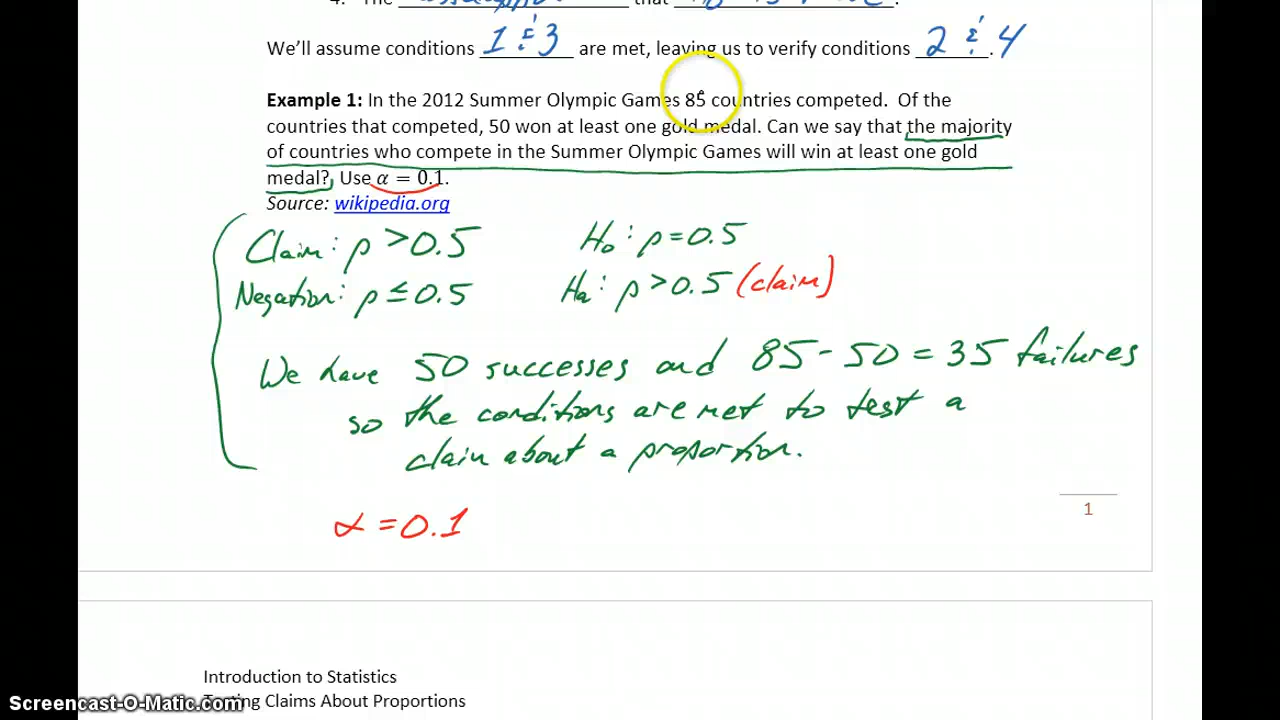 4. The assumption that
We'll assume conditions 1 & 3 are met, leaving us to verify conditions 2 & 4.
Example 1: In the 2012 Summer Olympic Games 85 countries competed. Of the
countries that competed, 50 won at least one gold medal. Can we say that the majority
of countries who compete in the Summer Olympic Games will win at least one gold
medal? Use α = 0.1.
Source: wikipedia.org
Claim: p > 0.5 H₀: p = 0.5
Negation: p ≤ 0.5 Hₐ: p > 0.5 (claim)
We have 50 successes and 85 - 50 = 35 failures
so the conditions are met to test a
claim about a proportion.
1
α = 0.1
Introduction to Statistics
Testing Claims About Proportions
Screencast-O-Matic.com